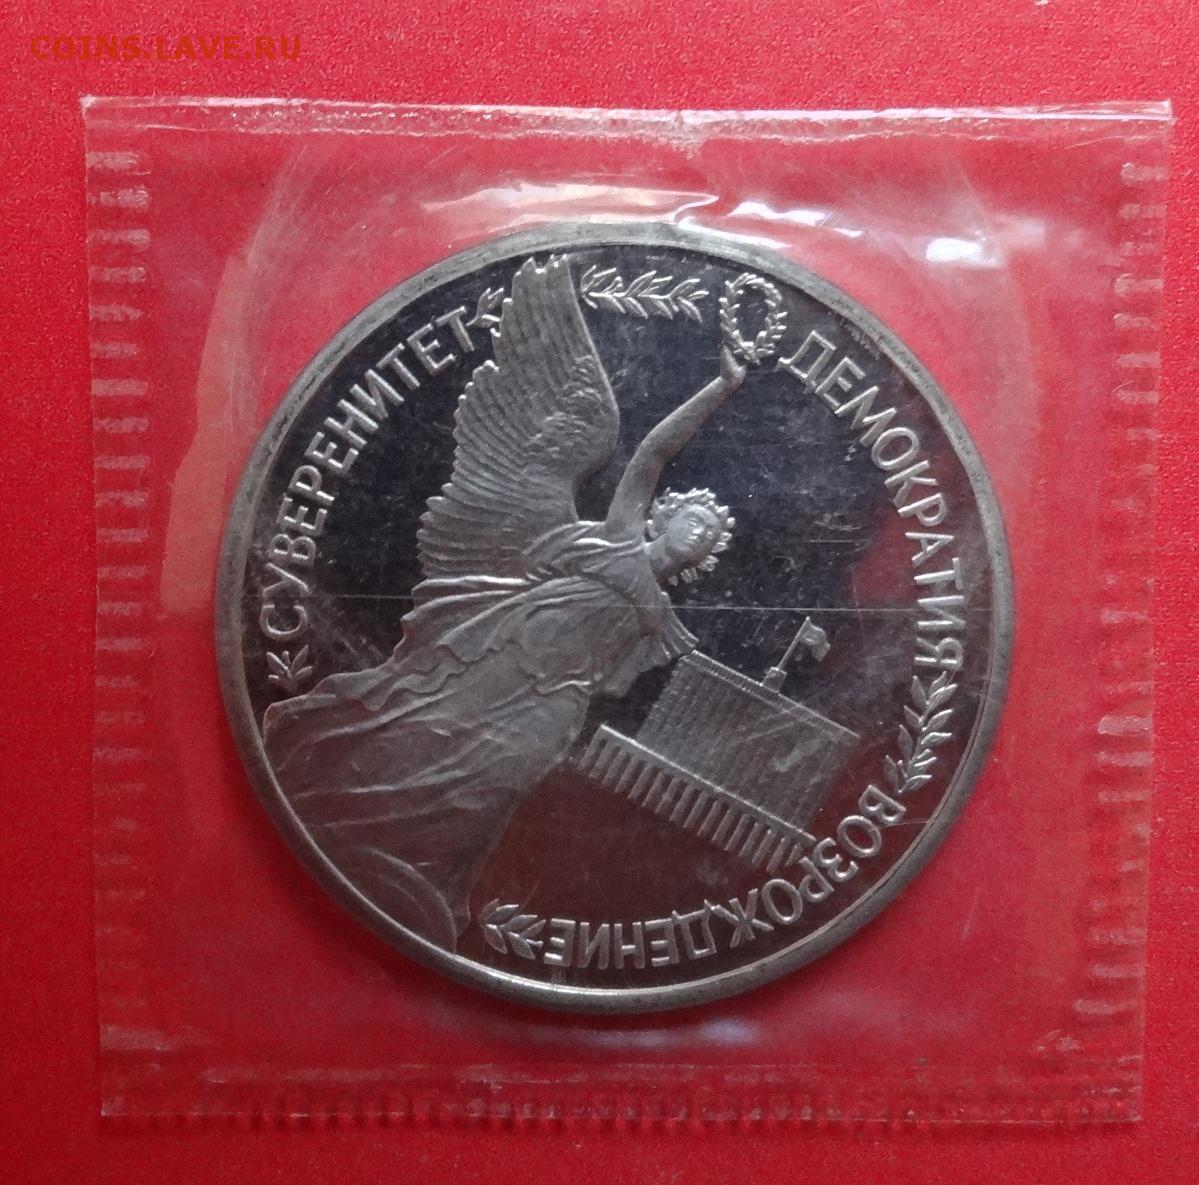 COINS.LAVE.RU
СУВЕРЕНИТЕТ
ДЕМОКРАТИЯ
ВОЗРОЖДЕНИЕ